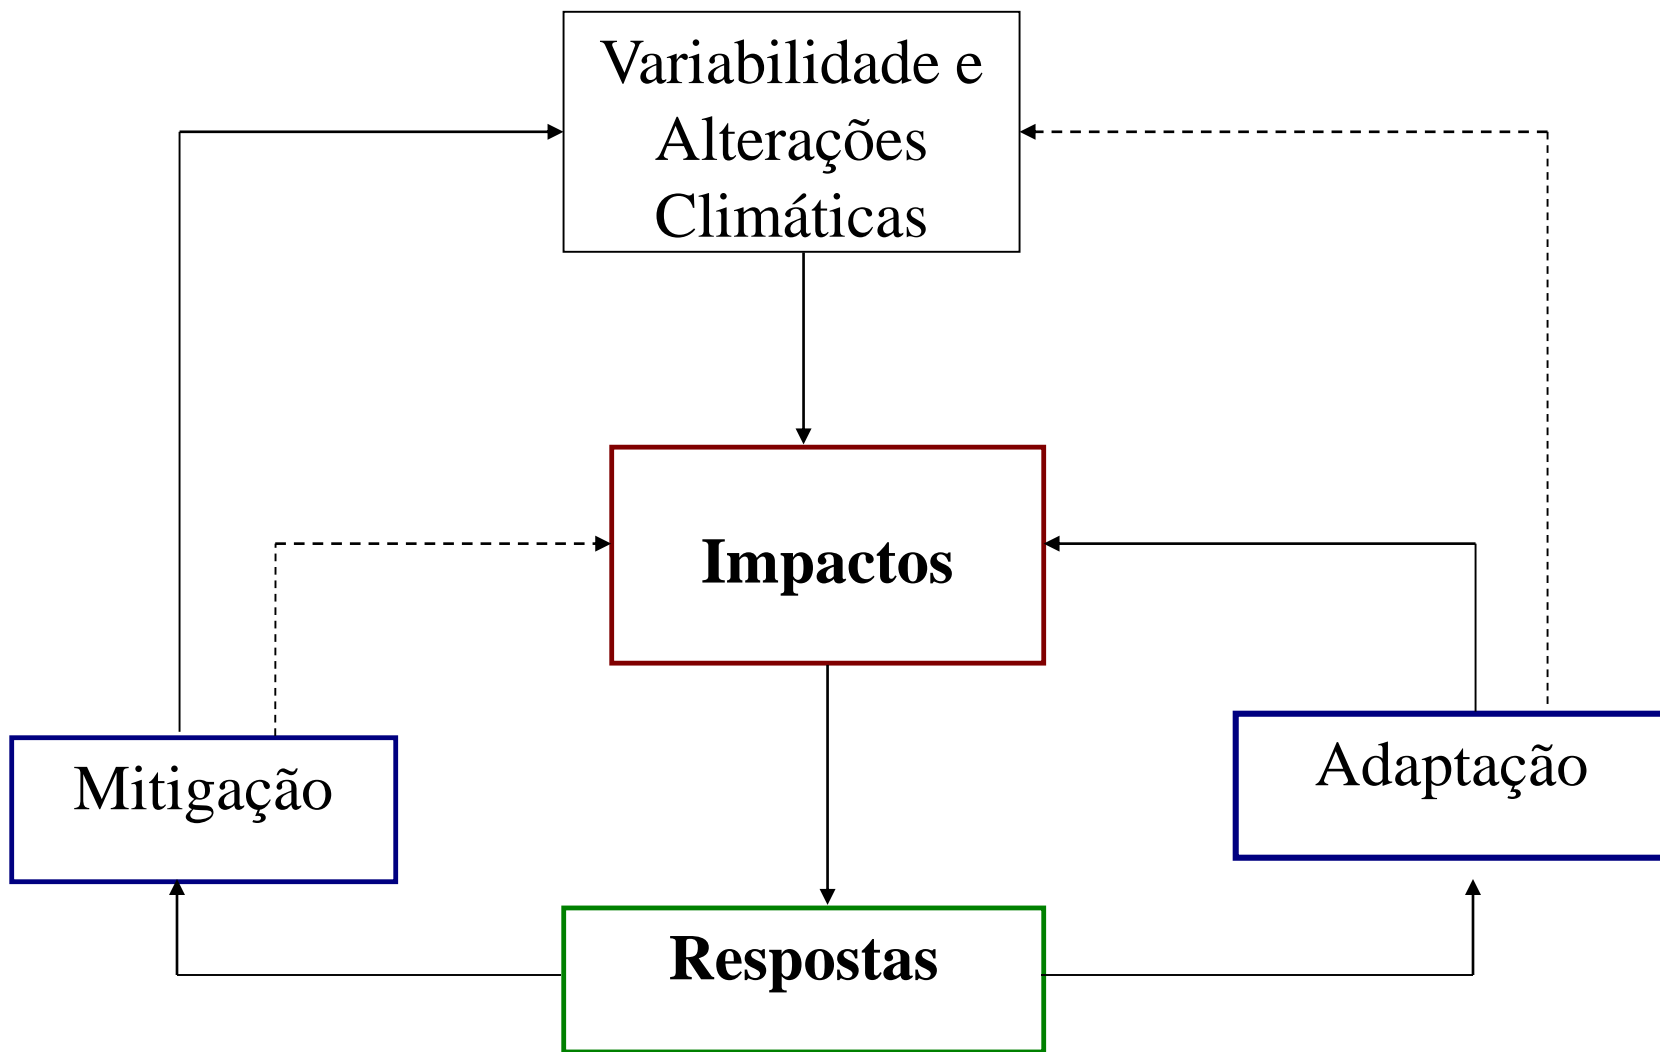 Variabilidade e
Alterações
Climáticas
Impactos
Mitigação
Adaptação
Respostas